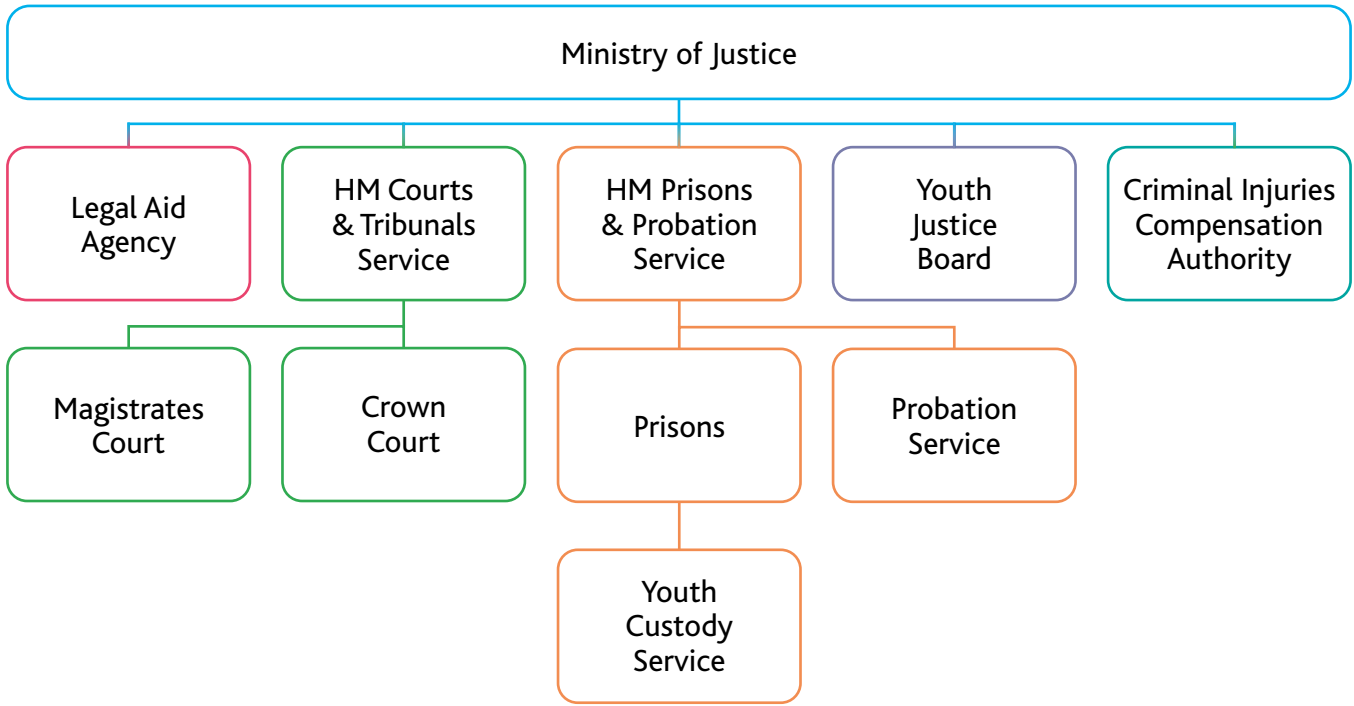 Ministry of Justice
Legal Aid
Agency
HM Courts
& Tribunals
Service
HM Prisons
& Probation
Service
Youth
Justice
Board
Criminal Injuries
Compensation
Authority
Magistrates
Court
Crown
Court
Prisons
Probation
Service
Youth
Custody
Service